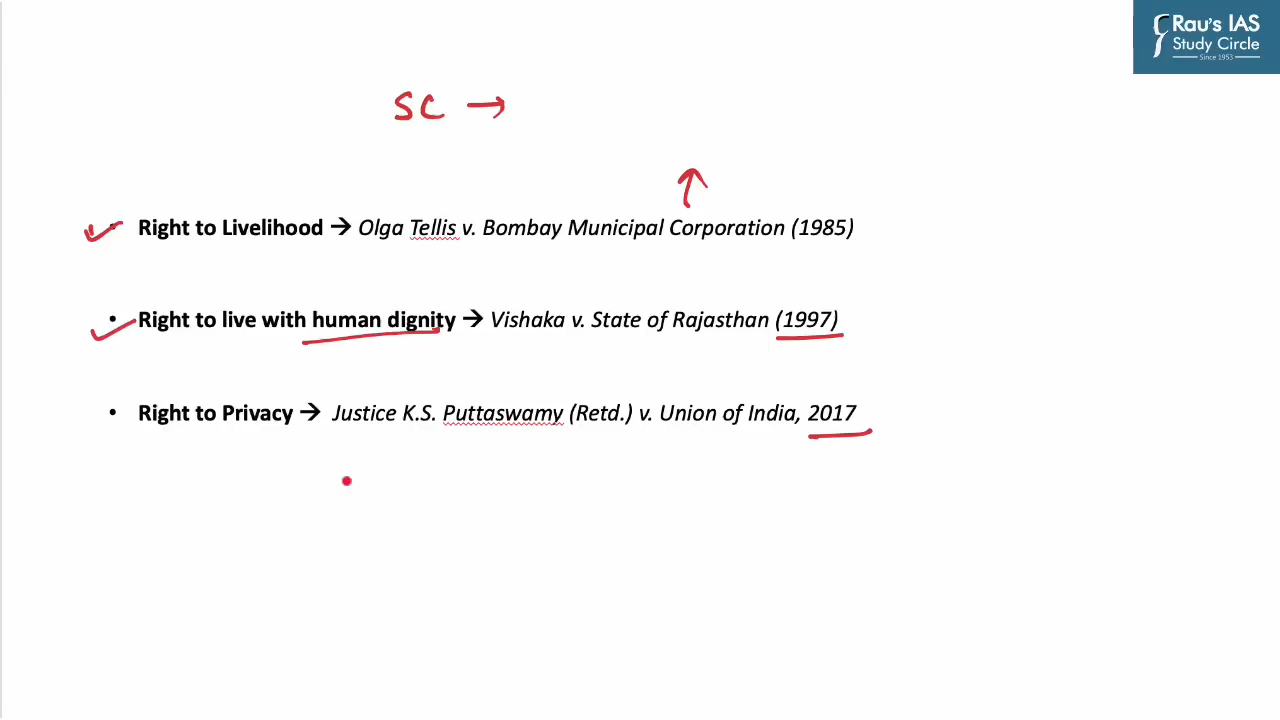 Rau's IAS
Study Circle
Since 1953
SC →
• Right to Livelihood → Olga Tellis v. Bombay Municipal Corporation (1985)
• Right to live with human dignity → Vishaka v. State of Rajasthan (1997)
• Right to Privacy → Justice K.S. Puttaswamy (Retd.) v. Union of India, 2017